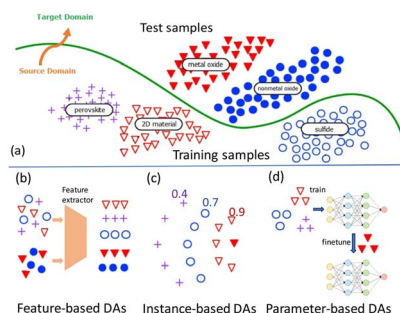 Target Domain
Test samples
Source Domain
metal oxide
nonmetal oxide
perovskite
2D material
sulfide
(a)
Training samples
(b)
Feature
extractor
(c)
0.4
0.7
0.9
(d)
train
finetune
Feature-based DAs
Instance-based DAs
Parameter-based DAs